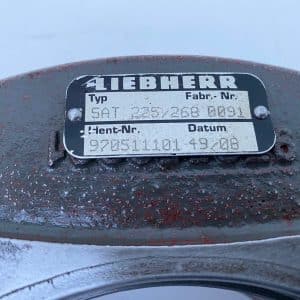 LIEBHERR
Typ Fabr.-Nr.
SAT 225/268 0091
Ident-Nr. Datum
970511101 49/08